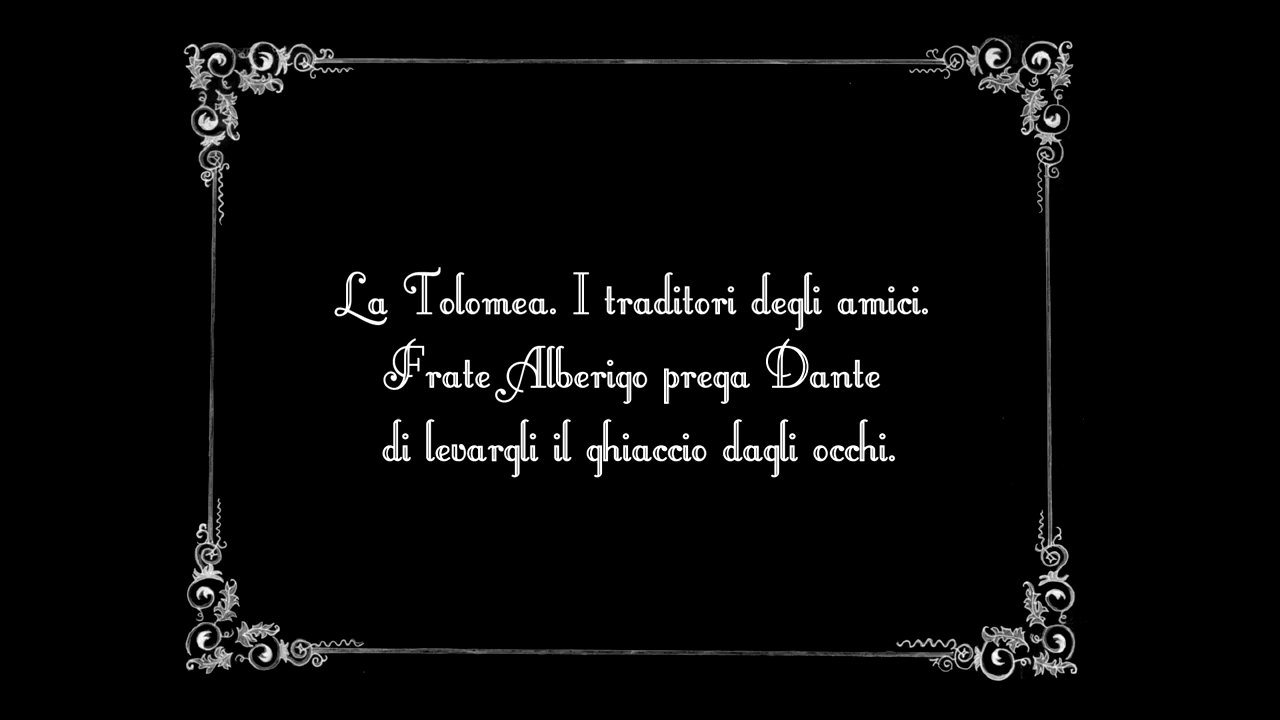 La Tolomea. I traditori degli amici.
Frate Alberigo prega Dante
di levargli il ghiaccio dagli occhi.